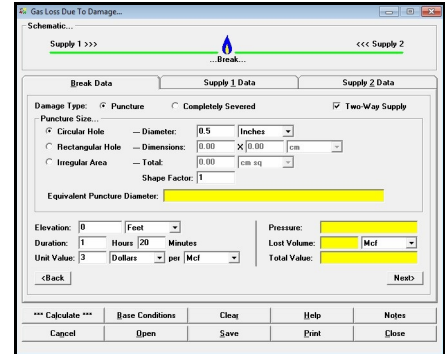 Gas Loss Due To Damage...
Schematic...
Supply 1 >>> <<< Supply 2
...Break...
Break Data Supply 1 Data Supply 2 Data
Damage Type: Puncture Completely Severed Two-Way Supply
Puncture Size...
Circular Hole — Diameter: 0.5 Inches
Rectangular Hole — Dimensions: 0.00 X 0.00 cm
Irregular Area — Total: 0.00 cm sq
Shape Factor: 1
Equivalent Puncture Diameter:
Elevation: 0 Feet Pressure:
Duration: 1 Hours 20 Minutes Lost Volume: Mcf
Unit Value: 3 Dollars per Mcf Total Value:
<Back Next>
*** Calculate *** Base Conditions Clear Help Notes
Cancel Open Save Print Close